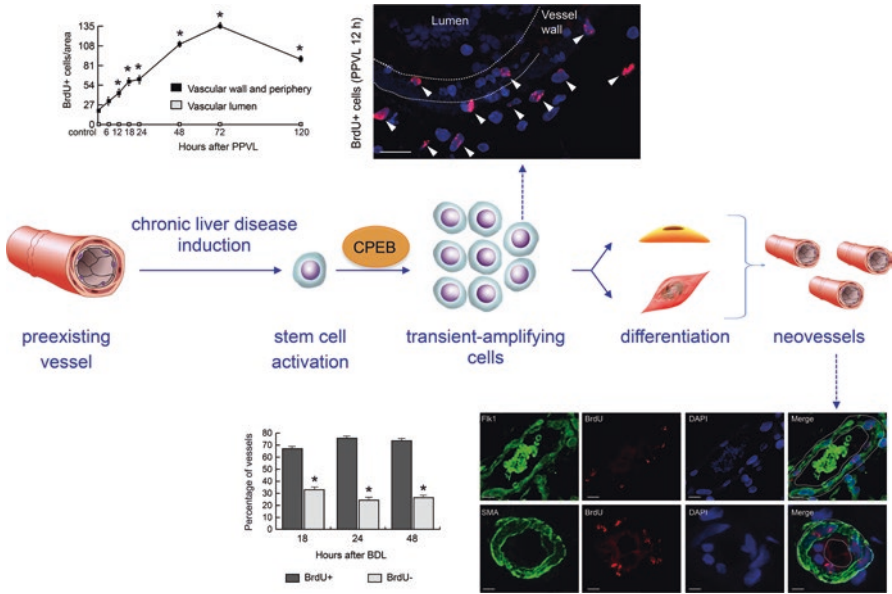 BrdU+ cells/area
135
108
81
54
27
0
*
*
*
*
*
*
Vascular wall and periphery
Vascular lumen
control 6 12 18 24 48 72 120
Hours after PPVL
BrdU+ cells (PPVL 12 h)
Lumen
Vessel
wall
chronic liver disease
induction
CPEB
preexisting
vessel
stem cell
activation
transient-amplifying
cells
differentiation
neovessels
Percentage of vessels
80
70
60
50
40
30
20
10
0
*
*
*
18 24 48
Hours after BDL
BrdU+ BrdU-
Flk1 BrdU DAPI Merge
SMA BrdU DAPI Merge